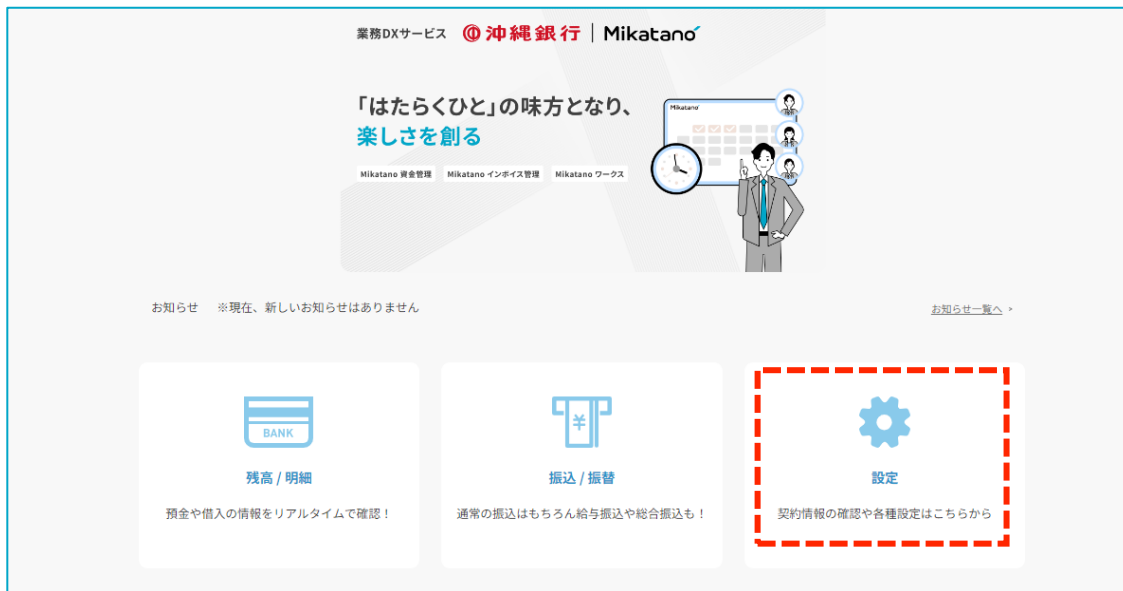 業務DXサービス 沖縄銀行 | Mikatano
「はたらくひと」の味方となり、
楽しさを創る
Mikatano 資金管理 Mikatano インボイス管理 Mikatano ワークス
Mikatano
お知らせ ※現在、新しいお知らせはありません お知らせ一覧へ >
BANK
¥
残高 / 明細 振込 / 振替 設定
預金や借入の情報をリアルタイムで確認! 通常の振込はもちろん給与振込や総合振込も! 契約情報の確認や各種設定はこちらから